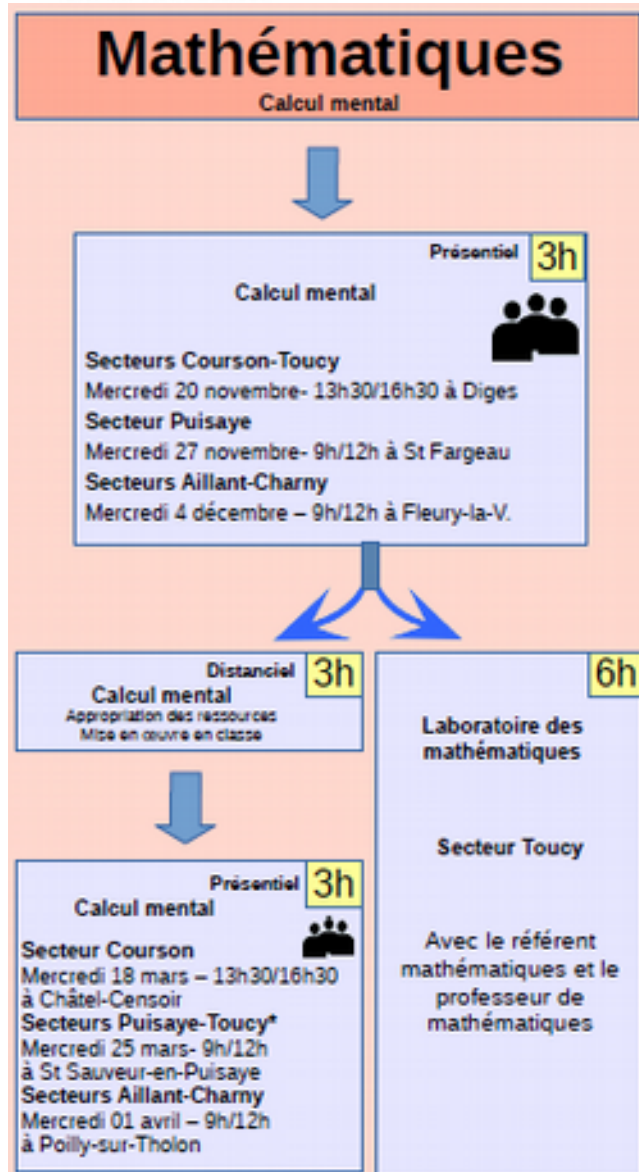 Mathématiques
Calcul mental
Présentiel 3h
Calcul mental
Secteurs Courson-Toucy
Mercredi 20 novembre- 13h30/16h30 à Diges
Secteur Puisaye
Mercredi 27 novembre- 9h/12h à St Fargeau
Secteurs Aillant-Charny
Mercredi 4 décembre – 9h/12h à Fleury-la-V.
Distanciel 3h
Calcul mental
Appropriation des ressources
Mise en œuvre en classe
Présentiel 3h
Calcul mental
Secteur Courson
Mercredi 18 mars – 13h30/16h30
à Châtel-Censoir
Secteurs Puisaye-Toucy*
Mercredi 25 mars- 9h/12h
à St Sauveur-en-Puisaye
Secteurs Aillant-Charny
Mercredi 01 avril – 9h/12h
à Poilly-sur-Tholon
6h
Laboratoire des
mathématiques
Secteur Toucy
Avec le référent
mathématiques et le
professeur de
mathématiques